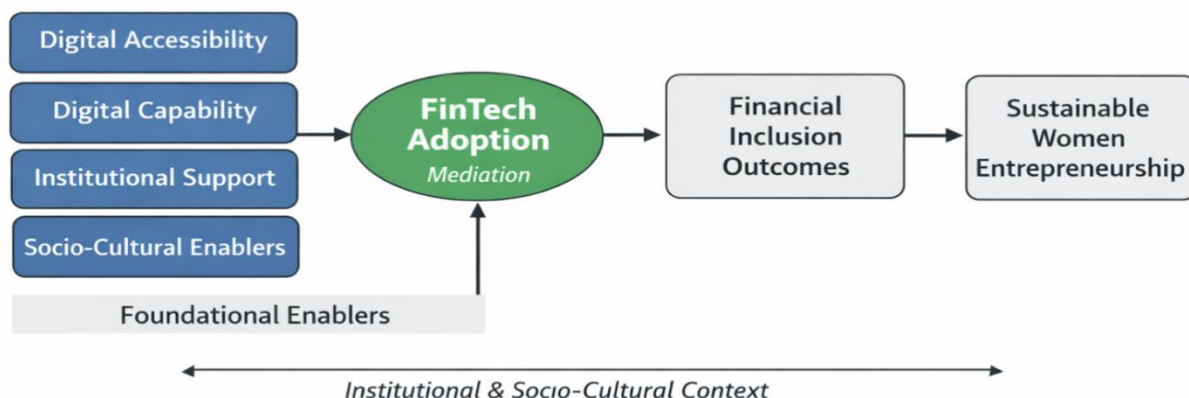 Digital Accessibility
Digital Capability
Institutional Support
Socio-Cultural Enablers
Foundational Enablers
FinTech
Adoption
Mediation
Financial
Inclusion
Outcomes
Sustainable
Women
Entrepreneurship
Institutional & Socio-Cultural Context